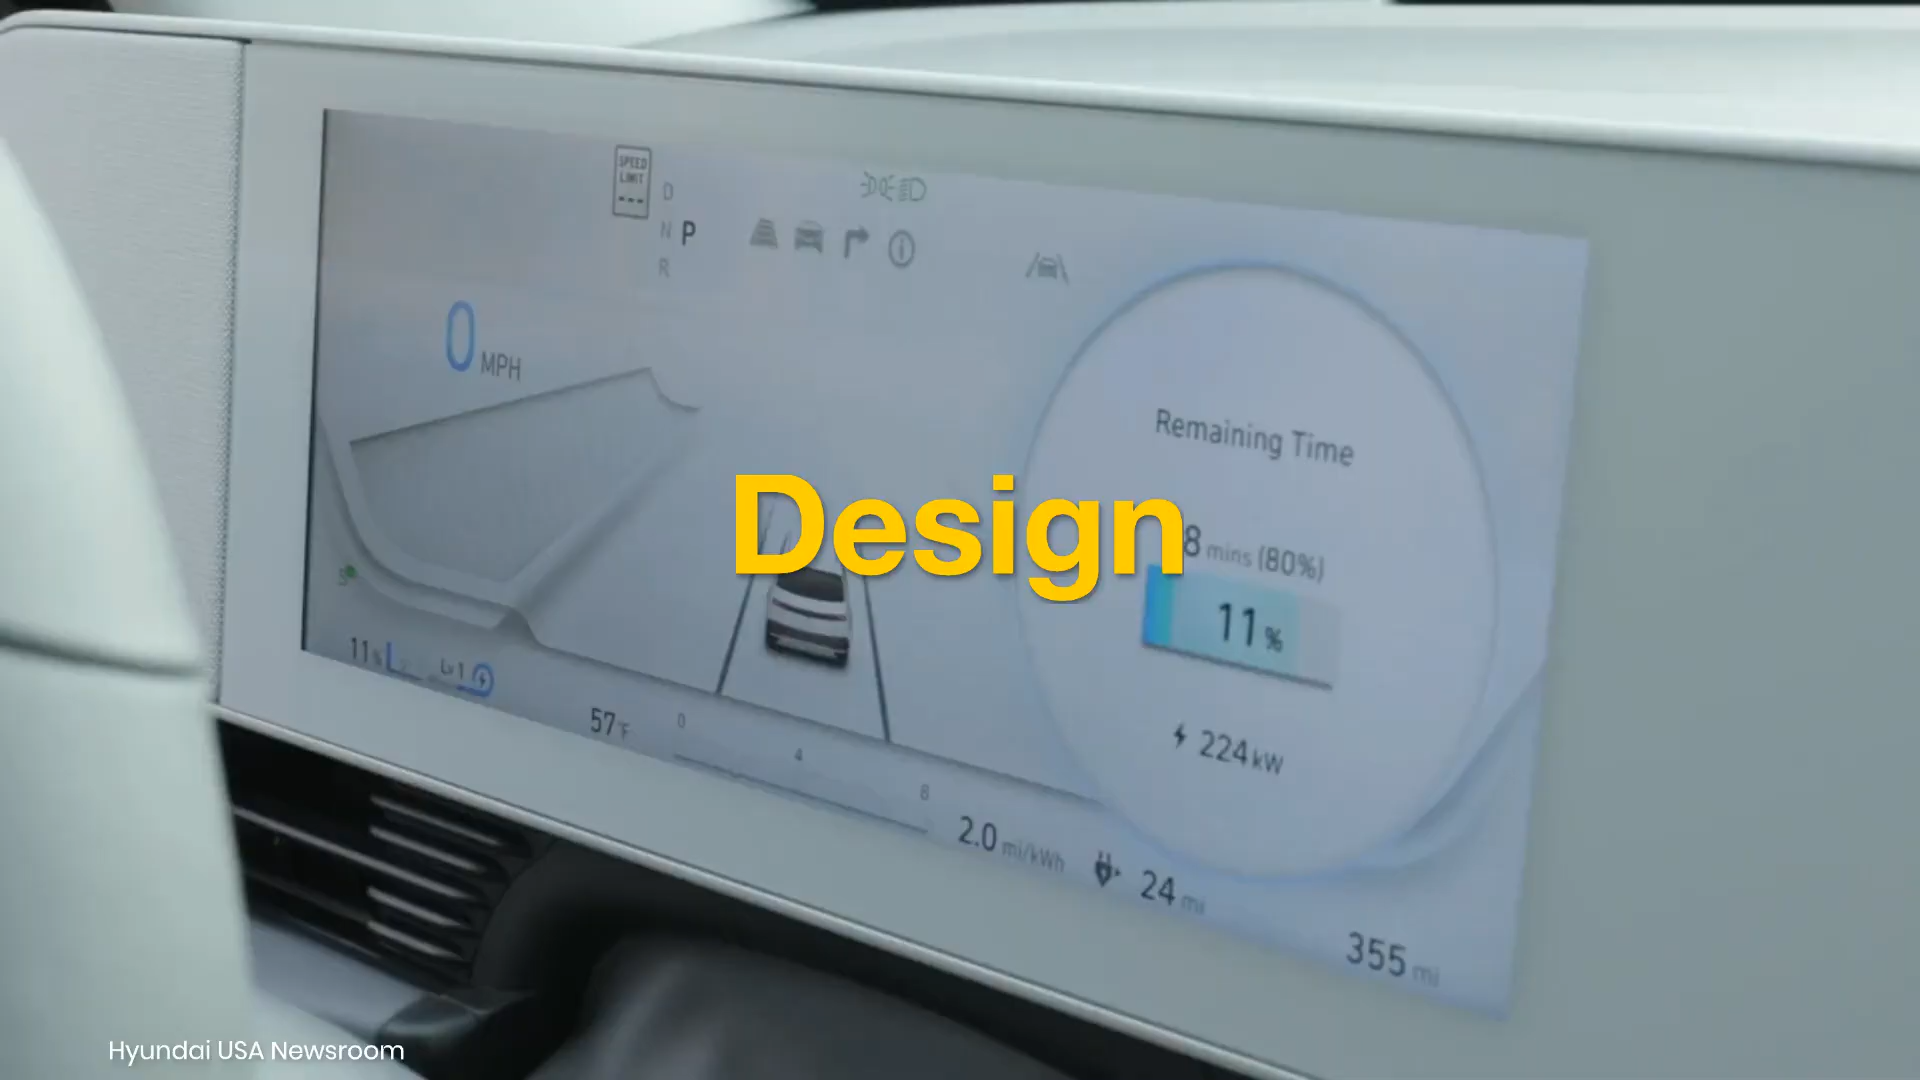 SPEED
LIMIT
---
D
N P
R
0 MPH
Remaining Time
8 mins (80%)
Design
11%
11%
Lv 1
224 kW
57°F
0
4
8
2.0 mi/kWh
24 mi
355 mi
Hyundai USA Newsroom